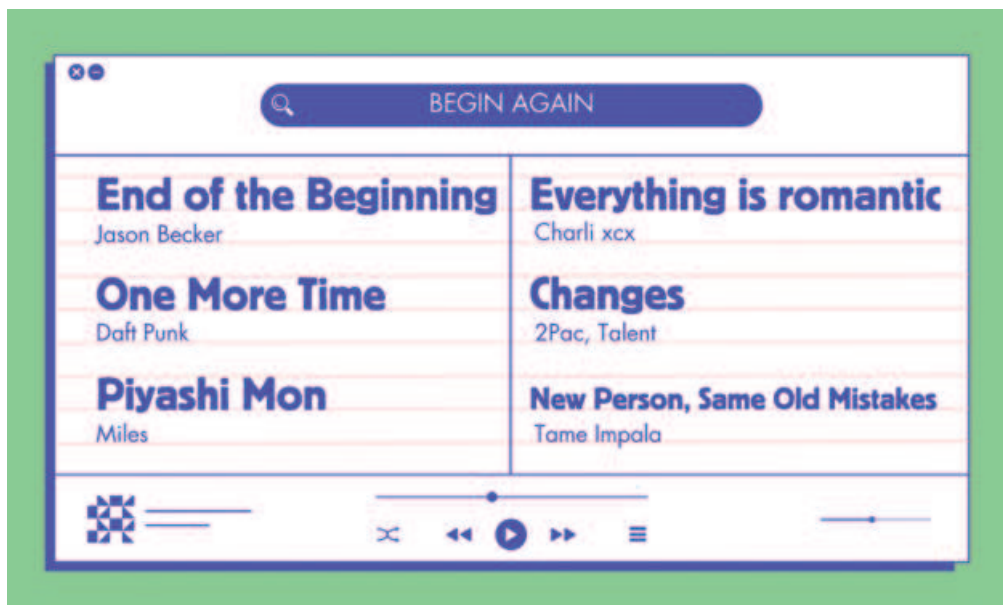 BEGIN AGAIN
End of the Beginning
Jason Becker
One More Time
Daft Punk
Piyashi Mon
Miles
Everything is romantic
Charli xcx
Changes
2Pac, Talent
New Person, Same Old Mistakes
Tame Impala